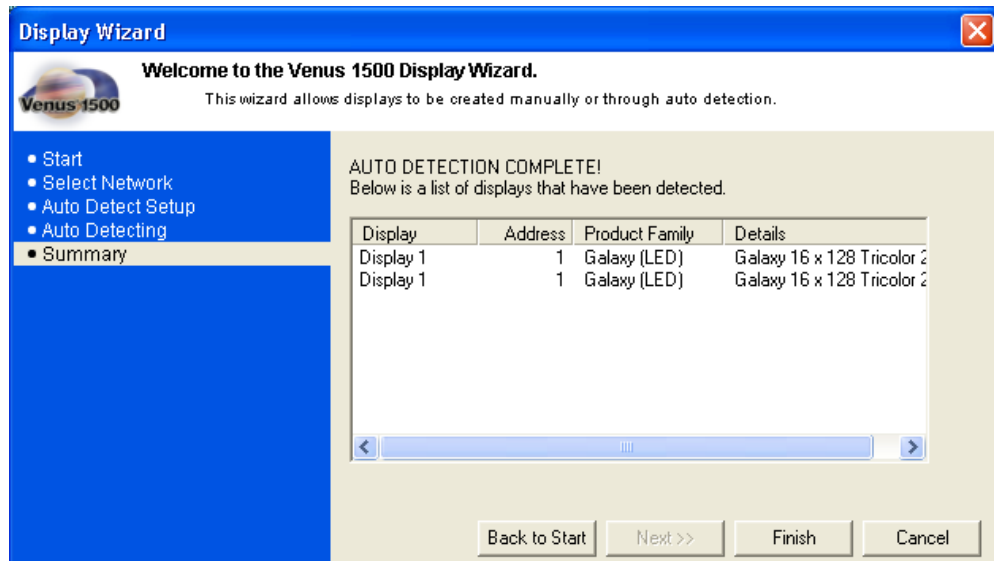 Display Wizard
Venus 1500
Welcome to the Venus 1500 Display Wizard.
This wizard allows displays to be created manually or through auto detection.
Start
Select Network
Auto Detect Setup
Auto Detecting
Summary
AUTO DETECTION COMPLETE!
Below is a list of displays that have been detected.
Display Address Product Family Details
Display 1 1 Galaxy (LED) Galaxy 16 x 128 Tricolor 2
Display 1 1 Galaxy (LED) Galaxy 16 x 128 Tricolor 2
Back to Start Next >> Finish Cancel